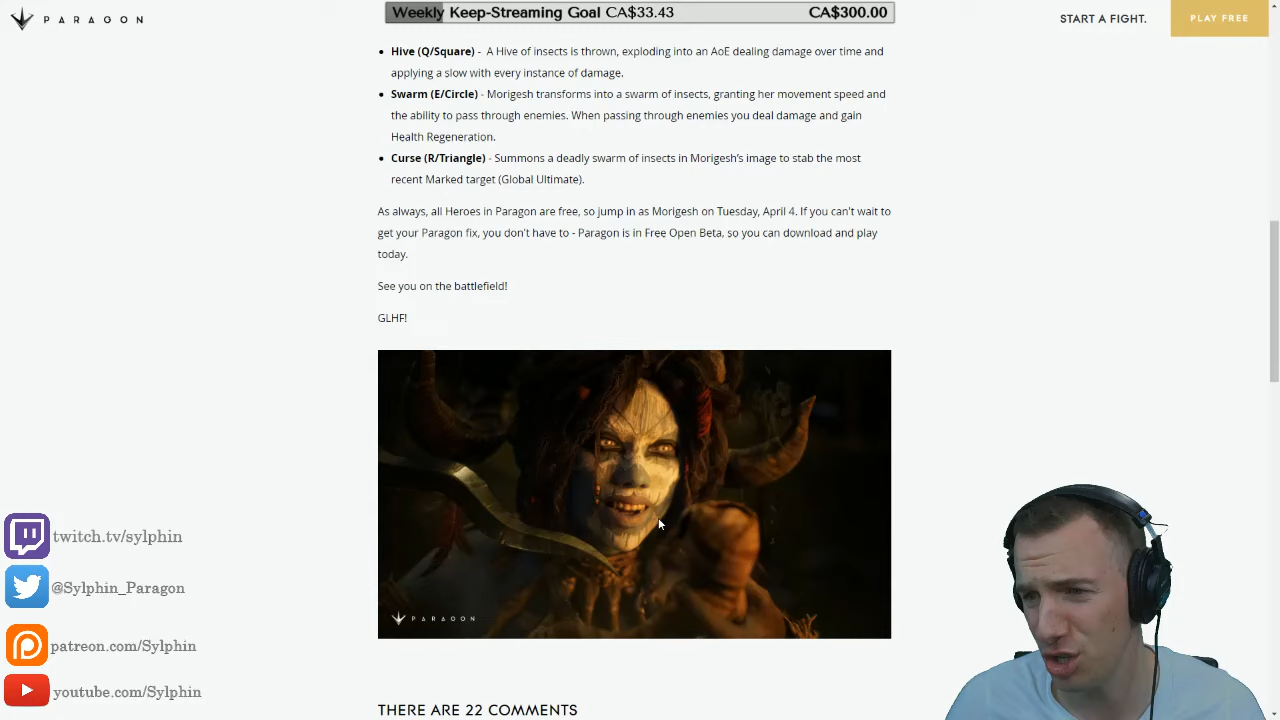 Weekly Keep-Streaming Goal CA$33.43 CA$300.00
PARAGON
START A FIGHT.
PLAY FREE
Hive (Q/Square) - A Hive of insects is thrown, exploding into an AoE dealing damage over time and
applying a slow with every instance of damage.
Swarm (E/Circle) - Morigesh transforms into a swarm of insects, granting her movement speed and
the ability to pass through enemies. When passing through enemies you deal damage and gain
Health Regeneration.
Curse (R/Triangle) - Summons a deadly swarm of insects in Morigesh's image to stab the most
recent Marked target (Global Ultimate).
As always, all Heroes in Paragon are free, so jump in as Morigesh on Tuesday, April 4. If you can't wait to
get your Paragon fix, you don't have to - Paragon is in Free Open Beta, so you can download and play
today.
See you on the battlefield!
GLHF!
PARAGON
twitch.tv/sylphin
@Sylphin_Paragon
patreon.com/Sylphin
youtube.com/Sylphin
THERE ARE 22 COMMENTS